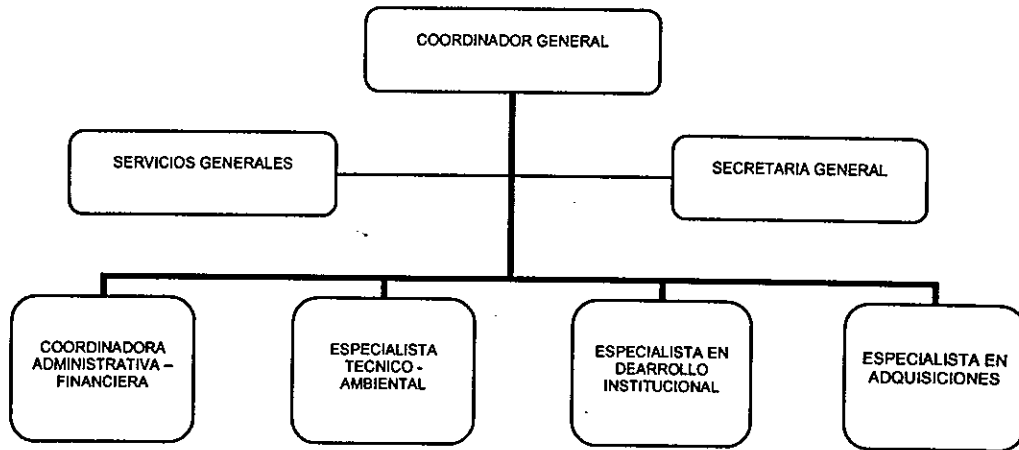 COORDINADOR GENERAL
SERVICIOS GENERALES
SECRETARIA GENERAL
COORDINADORA
ADMINISTRATIVA –
FINANCIERA
ESPECIALISTA
TECNICO -
AMBIENTAL
ESPECIALISTA EN
DEARROLLO
INSTITUCIONAL
ESPECIALISTA EN
ADQUISICIONES